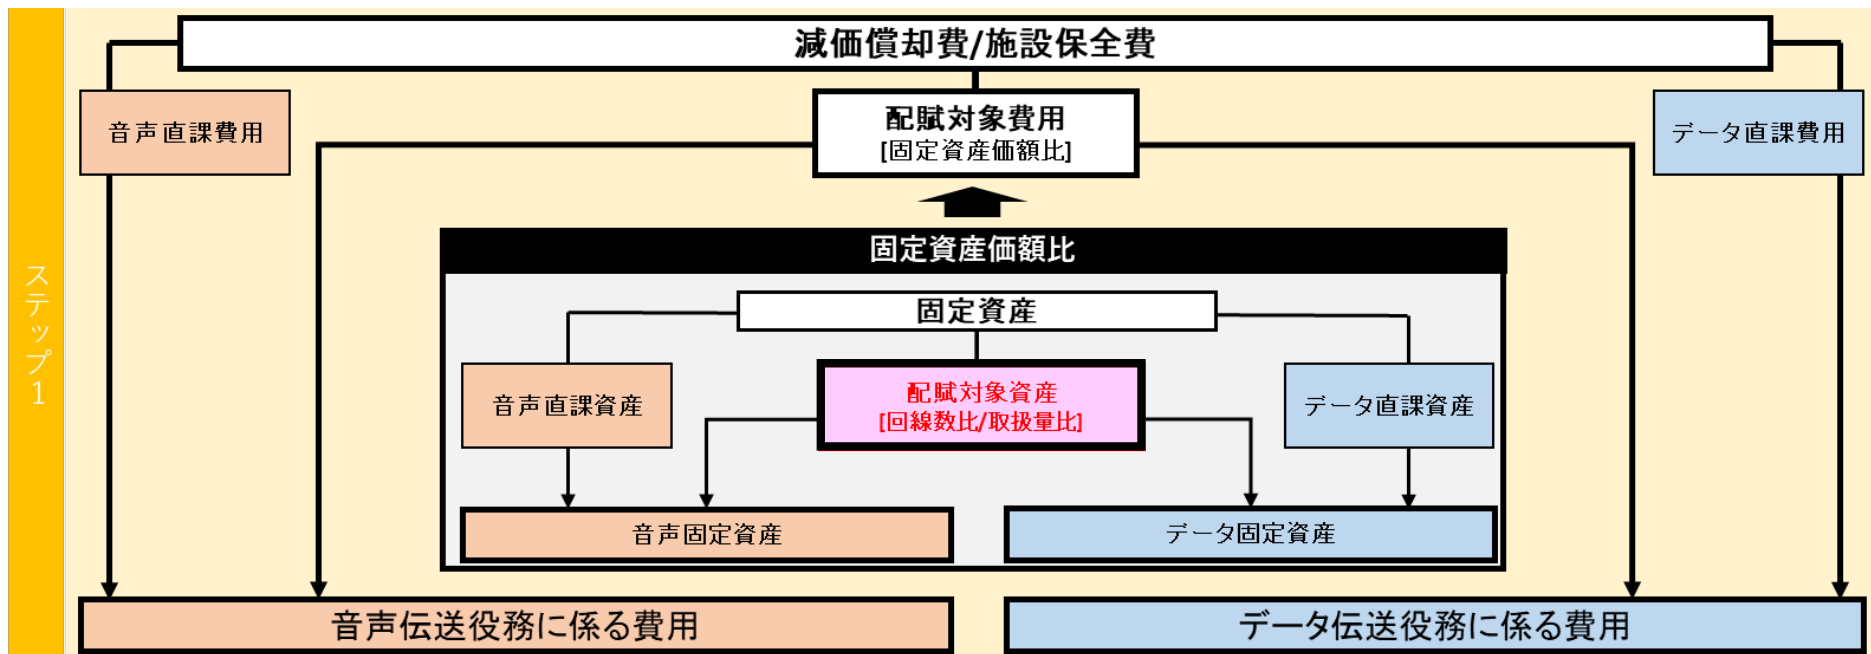 ステップ1
減価償却費/施設保全費
音声直課費用
配賦対象費用
[固定資産価額比]
データ直課費用
固定資産価額比
固定資産
音声直課資産
配賦対象資産
[回線数比/取扱量比]
データ直課資産
音声固定資産
データ固定資産
音声伝送役務に係る費用
データ伝送役務に係る費用